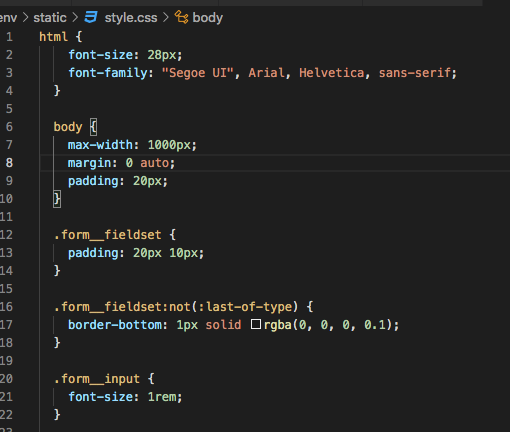 env > static > style.css > body
1 html {
2 font-size: 28px;
3 font-family: "Segoe UI", Arial, Helvetica, sans-serif;
4 }
5
6 body {
7 max-width: 1000px;
8 margin: 0 auto;
9 padding: 20px;
10 }
11
12 .form__fieldset {
13 padding: 20px 10px;
14 }
15
16 .form__fieldset:not(:last-of-type) {
17 border-bottom: 1px solid rgba(0, 0, 0, 0.1);
18 }
19
20 .form__input {
21 font-size: 1rem;
22 }
23